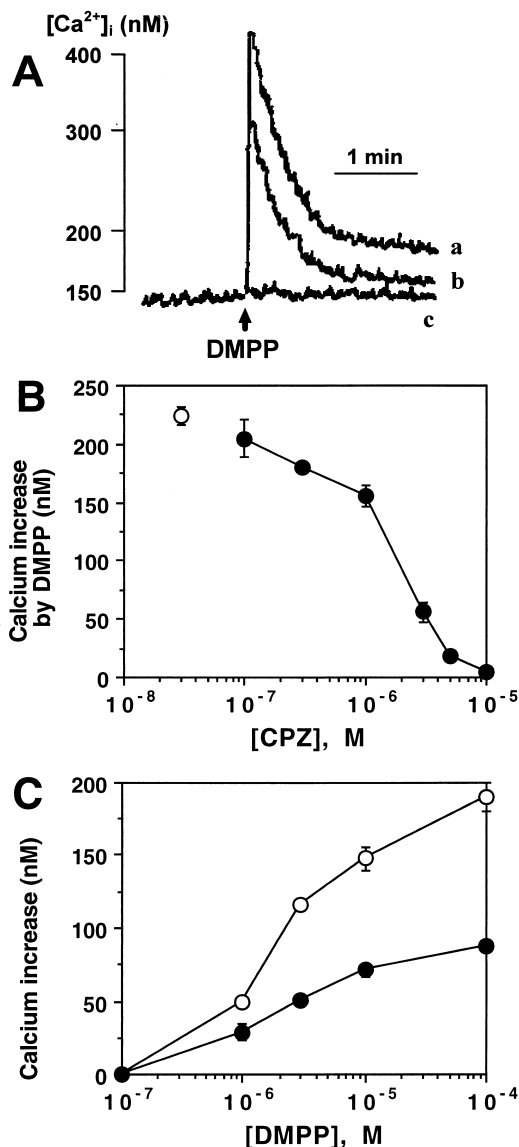 [Ca²⁺]ᵢ (nM)
A
400
300
200
150
1 min
a
b
c
DMPP
B
Calcium increase
by DMPP (nM)
250
200
150
100
50
0
10⁻⁸ 10⁻⁷ 10⁻⁶ 10⁻⁵
[CPZ], M
C
Calcium increase (nM)
200
150
100
50
0
10⁻⁷ 10⁻⁶ 10⁻⁵ 10⁻⁴
[DMPP], M